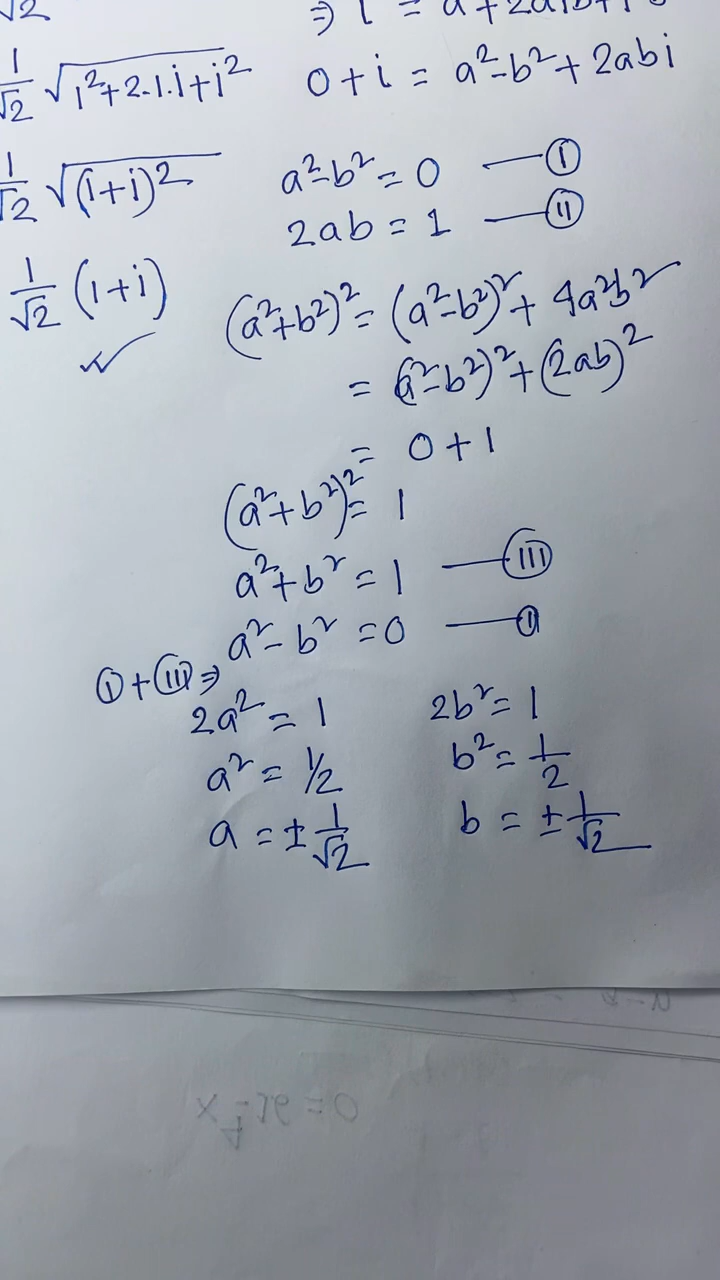 √2
1/√2 √(1²+2.1.i+i²)
1/√2 √(1+i)²
1/√2 (1+i)
0+i = a²-b²+2abi
a²-b² = 0 — (i)
2ab = 1 — (ii)
(a²+b²)² = (a²-b²)²+ 4a²b²
= (a²-b²)²+(2ab)²
= 0+1
(a²+b²)² = 1
a²+b² = 1 — (iii)
a²-b² = 0 — (i)
(i)+(iii)⇒
2a² = 1
a² = 1/2
a = ± 1/√2
2b² = 1
b² = 1/2
b = ± 1/√2